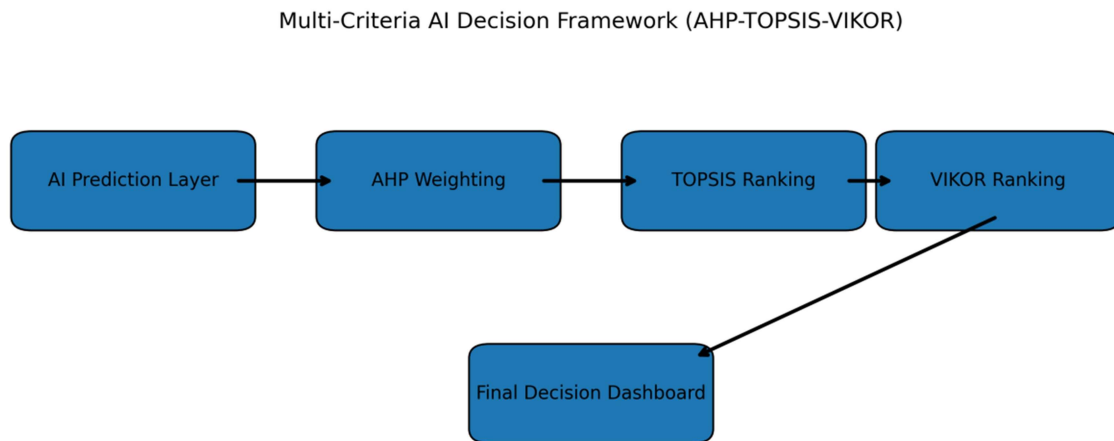 Multi-Criteria AI Decision Framework (AHP-TOPSIS-VIKOR)
AI Prediction Layer
AHP Weighting
TOPSIS Ranking
VIKOR Ranking
Final Decision Dashboard